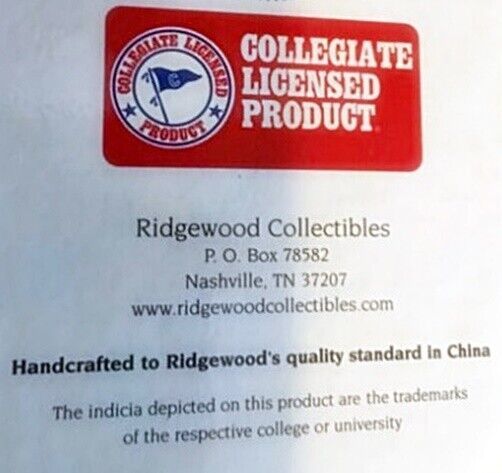 COLLEGIATE LICENSED
PRODUCT
C
COLLEGIATE
LICENSED
PRODUCT
Ridgewood Collectibles
P. O. Box 78582
Nashville, TN 37207
www.ridgewoodcollectibles.com
Handcrafted to Ridgewood's quality standard in China
The indicia depicted on this product are the trademarks
of the respective college or university